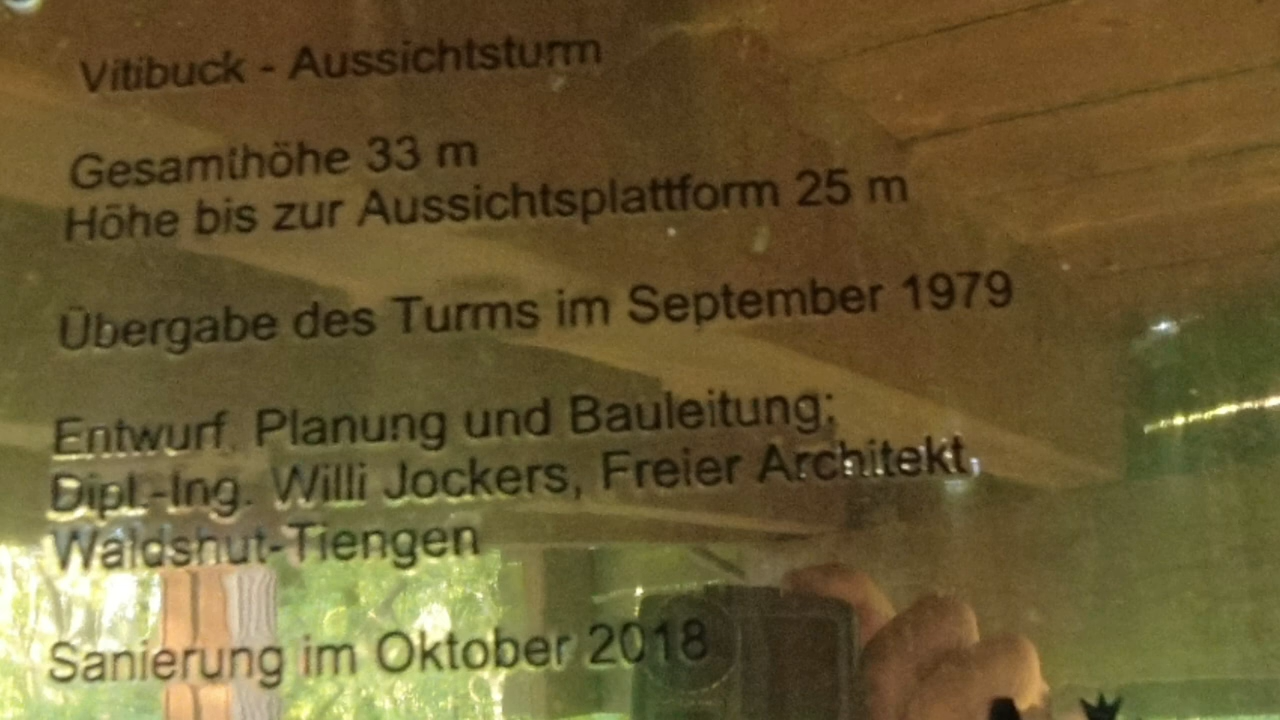 Vitibuck - Aussichtsturm
Gesamthöhe 33 m
Höhe bis zur Aussichtsplattform 25 m
Übergabe des Turms im September 1979
Entwurf, Planung und Bauleitung:
Dipl.-Ing. Willi Jockers, Freier Architekt,
Waldshut-Tiengen
Sanierung im Oktober 2018